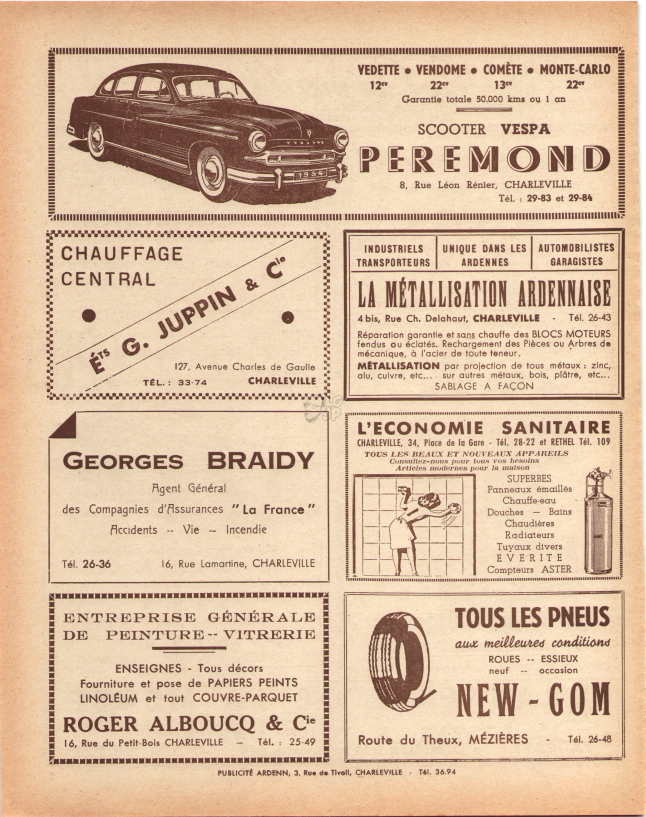 VEDETTE • VENDOME • COMÈTE • MONTE-CARLO
12cv 22cv 13cv 22cv
Garantie totale 50.000 kms ou 1 an
SCOOTER VESPA
PEREMOND
8, Rue Léon Rénier, CHARLEVILLE
Tél. : 29-83 et 29-84
1954
CHAUFFAGE
CENTRAL
Éts G. JUPPIN & Cie
127, Avenue Charles de Gaulle
TÉL. : 33-74 CHARLEVILLE
INDUSTRIELS
TRANSPORTEURS
UNIQUE DANS LES
ARDENNES
AUTOMOBILISTES
GARAGISTES
LA MÉTALLISATION ARDENNAISE
4 bis, Rue Ch. Delahaut, CHARLEVILLE - Tél. 26-43
Réparation garantie et sans chauffe des BLOCS MOTEURS
fendus ou éclatés. Rechargement des Pièces ou Arbres de
mécanique, à l'acier de toute teneur.
MÉTALLISATION par projection de tous métaux : zinc,
alu, cuivre, etc... sur autres métaux, bois, plâtre, etc...
SABLAGE A FAÇON
GEORGES BRAIDY
Agent Général
des Compagnies d'Assurances "La France"
Accidents -- Vie -- Incendie
Tél. 26-36 16, Rue Lamartine, CHARLEVILLE
L'ECONOMIE SANITAIRE
CHARLEVILLE, 34, Place de la Gare - Tél. 28-22 et RETHEL Tél. 109
TOUS LES BEAUX ET NOUVEAUX APPAREILS
Consultez-nous pour tous vos besoins
Articles modernes pour la maison
SUPERBES
Panneaux émaillés
Chauffe-eau
Douches - Bains
Chaudières
Radiateurs
Tuyaux divers
EVERITE
Compteurs ASTER
ENTREPRISE GÉNÉRALE
DE PEINTURE -- VITRERIE
ENSEIGNES - Tous décors
Fourniture et pose de PAPIERS PEINTS
LINOLÉUM et tout COUVRE-PARQUET
ROGER ALBOUCQ & Cie
16, Rue du Petit-Bois CHARLEVILLE — Tél. : 25-49
TOUS LES PNEUS
aux meilleures conditions
ROUES -- ESSIEUX
neuf -- occasion
NEW - GOM
Route du Theux, MÉZIÈRES - Tél. 26-48
PUBLICITÉ ARDENN, 3, Rue de Tivoli, CHARLEVILLE - Tél. 36.94